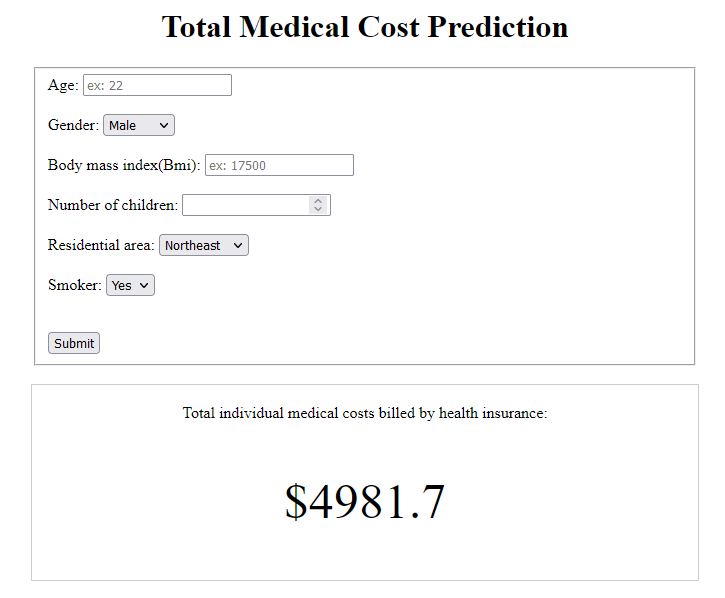 Total Medical Cost Prediction
Age: ex: 22
Gender: Male
Body mass index(Bmi): ex: 17500
Number of children:
Residential area: Northeast
Smoker: Yes
Submit
Total individual medical costs billed by health insurance:
$4981.7